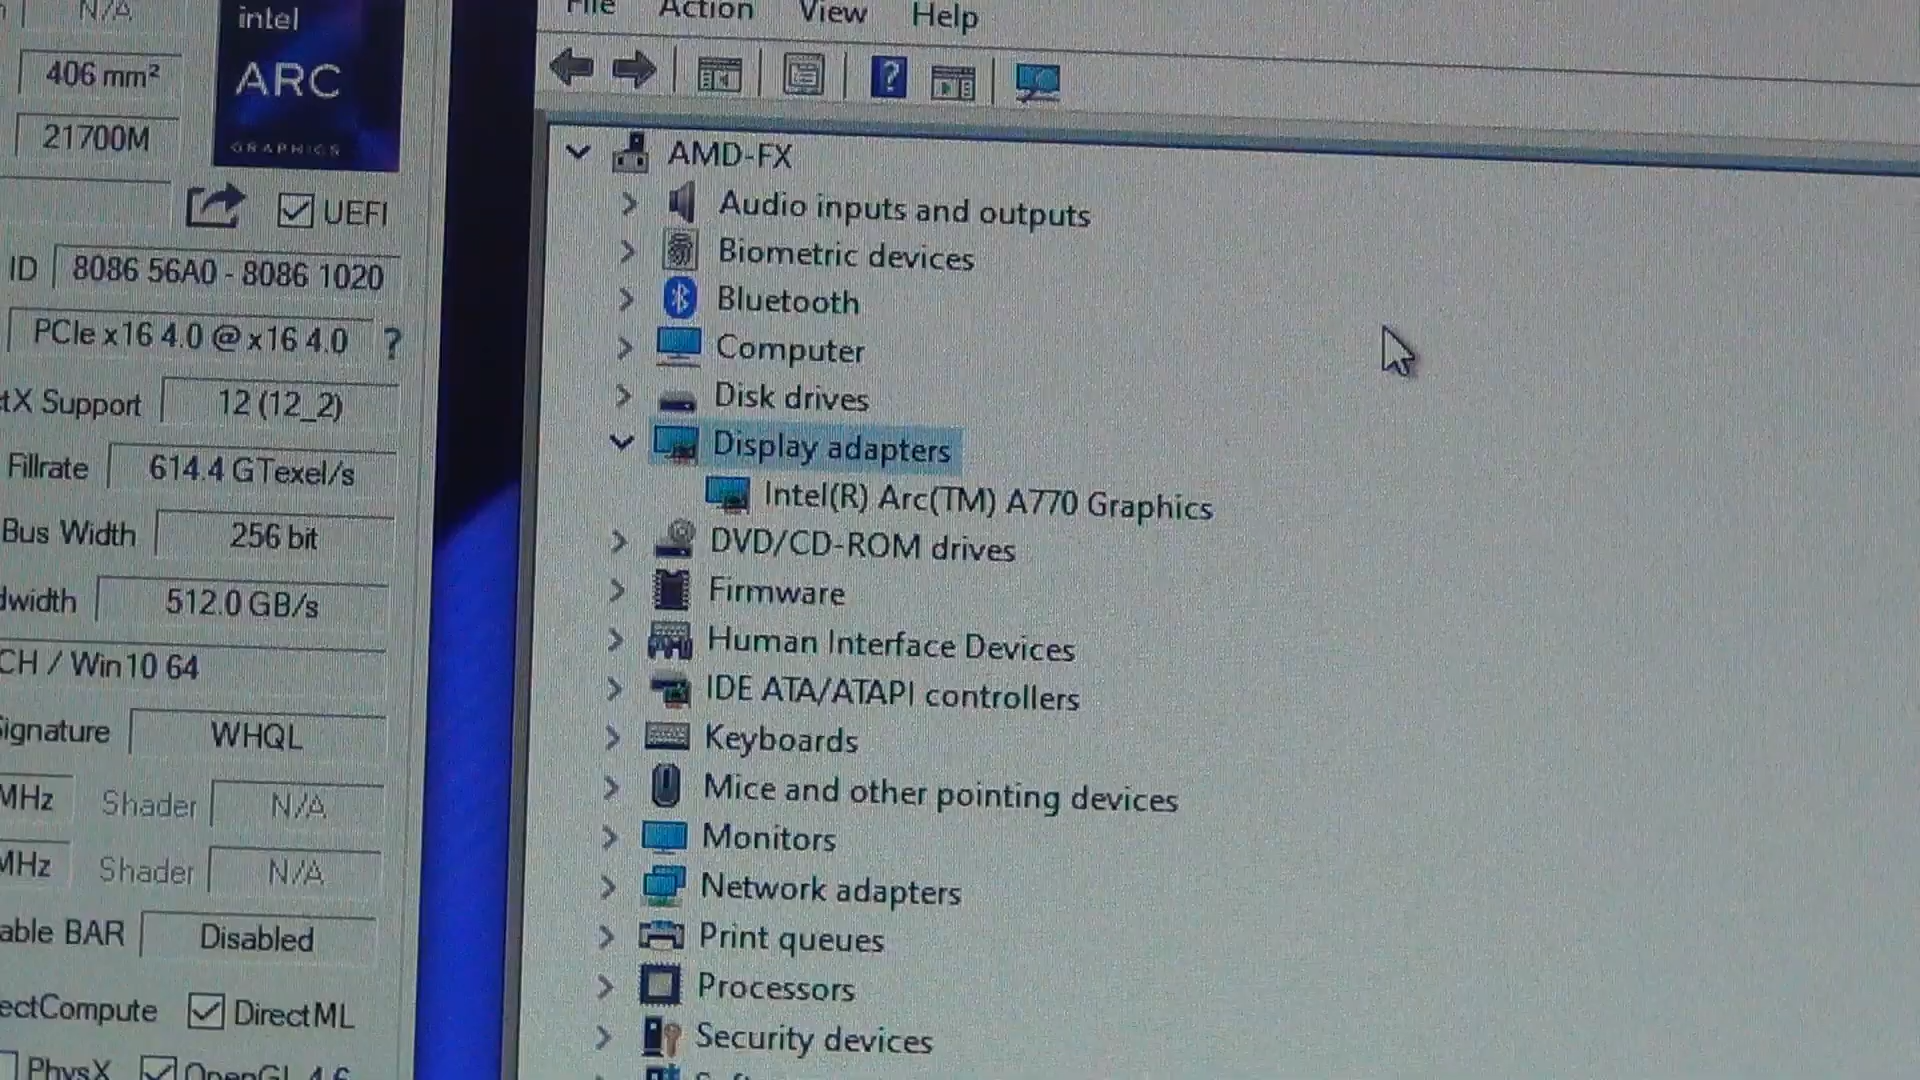 N/A
406 mm²
21700M
intel
ARC
GRAPHICS
UEFI
ID 8086 56A0 - 8086 1020
PCIe x16 4.0 @ x16 4.0 ?
tX Support 12 (12_2)
Fillrate 614.4 GTexel/s
Bus Width 256 bit
dwidth 512.0 GB/s
CH / Win10 64
ignature WHQL
MHz Shader N/A
MHz Shader N/A
able BAR Disabled
ectCompute DirectML
PhysX OpenGL 4.6
File Action View Help
AMD-FX
Audio inputs and outputs
Biometric devices
Bluetooth
Computer
Disk drives
Display adapters
Intel(R) Arc(TM) A770 Graphics
DVD/CD-ROM drives
Firmware
Human Interface Devices
IDE ATA/ATAPI controllers
Keyboards
Mice and other pointing devices
Monitors
Network adapters
Print queues
Processors
Security devices